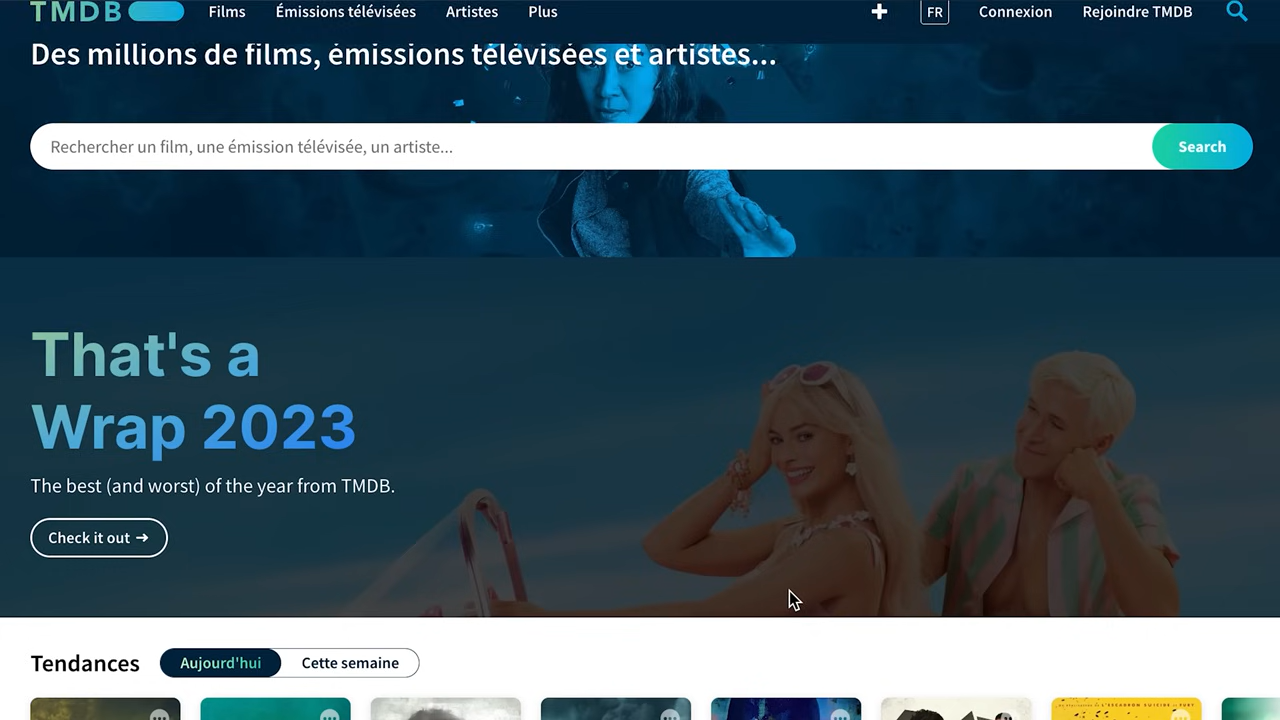 TMDB
Films
Émissions télévisées
Artistes
Plus
FR
Connexion
Rejoindre TMDB
Des millions de films, émissions télévisées et artistes...
Rechercher un film, une émission télévisée, un artiste...
Search
That's a
Wrap 2023
The best (and worst) of the year from TMDB.
Check it out →
Tendances
Aujourd'hui
Cette semaine